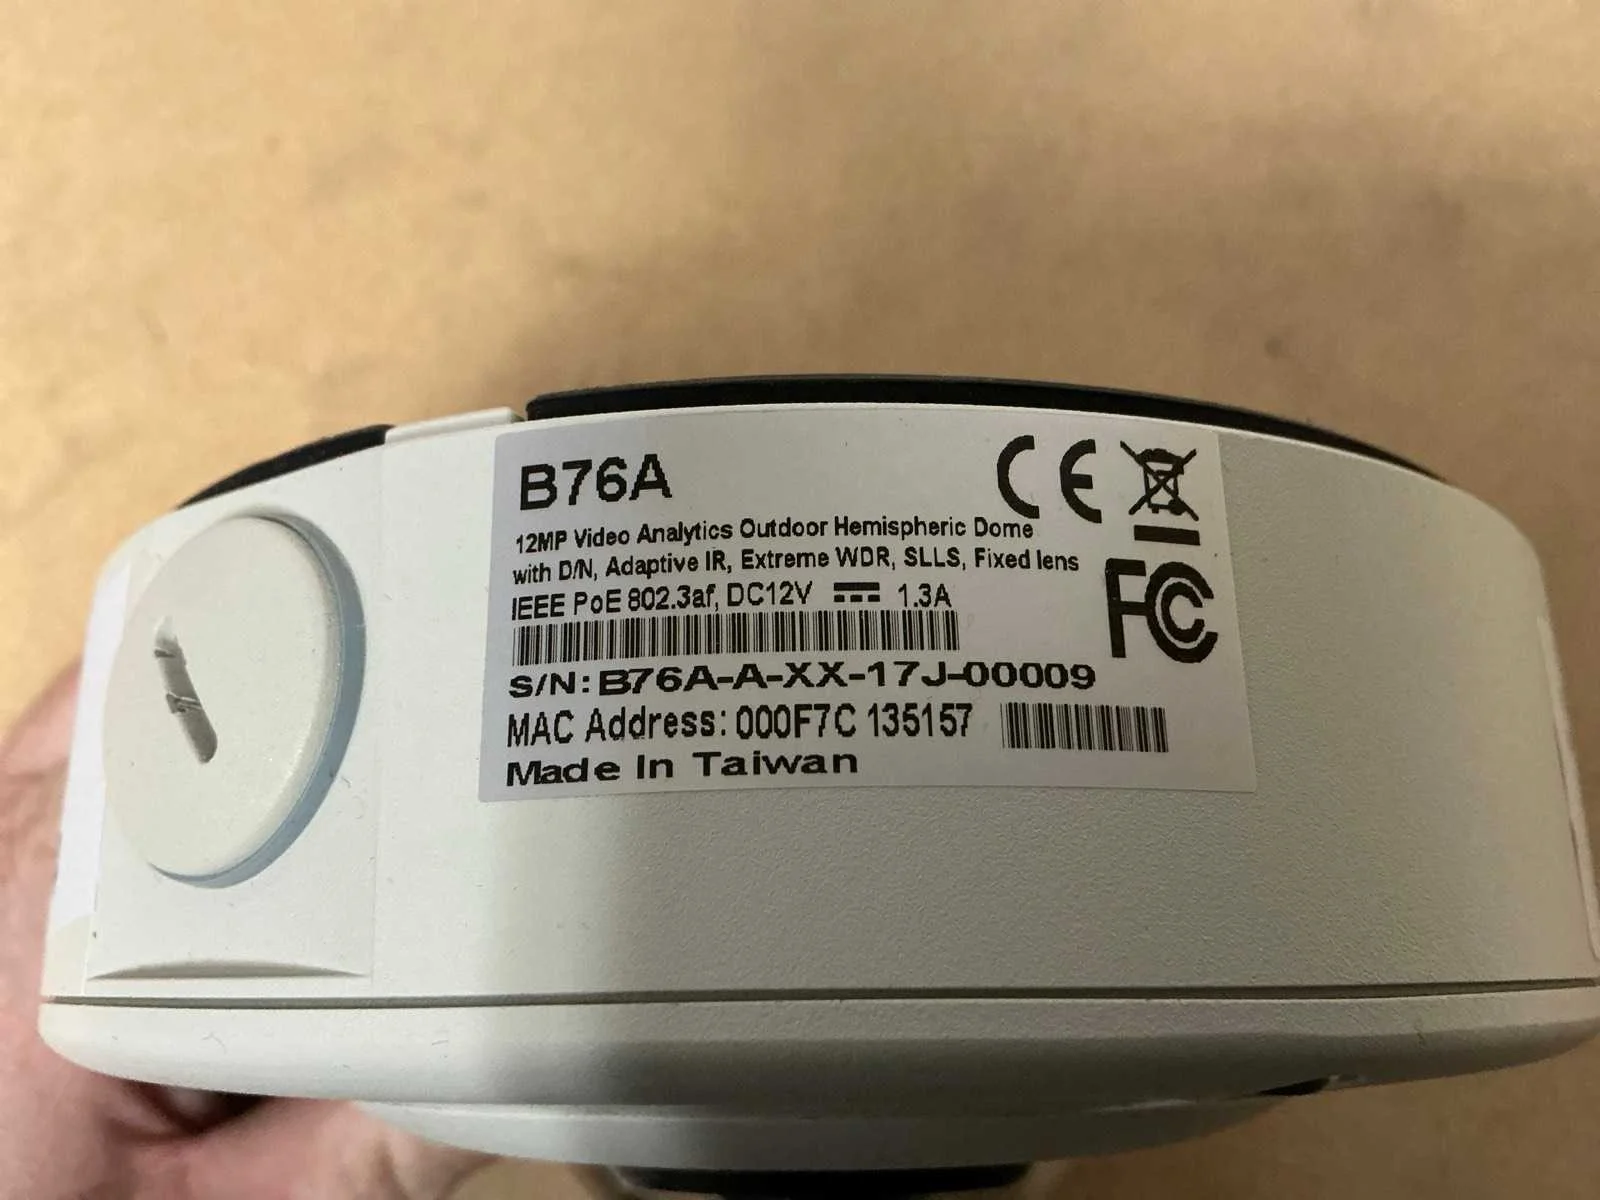 B76A
CE
12MP Video Analytics Outdoor Hemispheric Dome
with D/N, Adaptive IR, Extreme WDR, SLLS, Fixed lens
IEEE PoE 802.3af, DC12V 1.3A
FC
S/N: B76A-A-XX-17J-00009
MAC Address: 000F7C 135157
Made In Taiwan